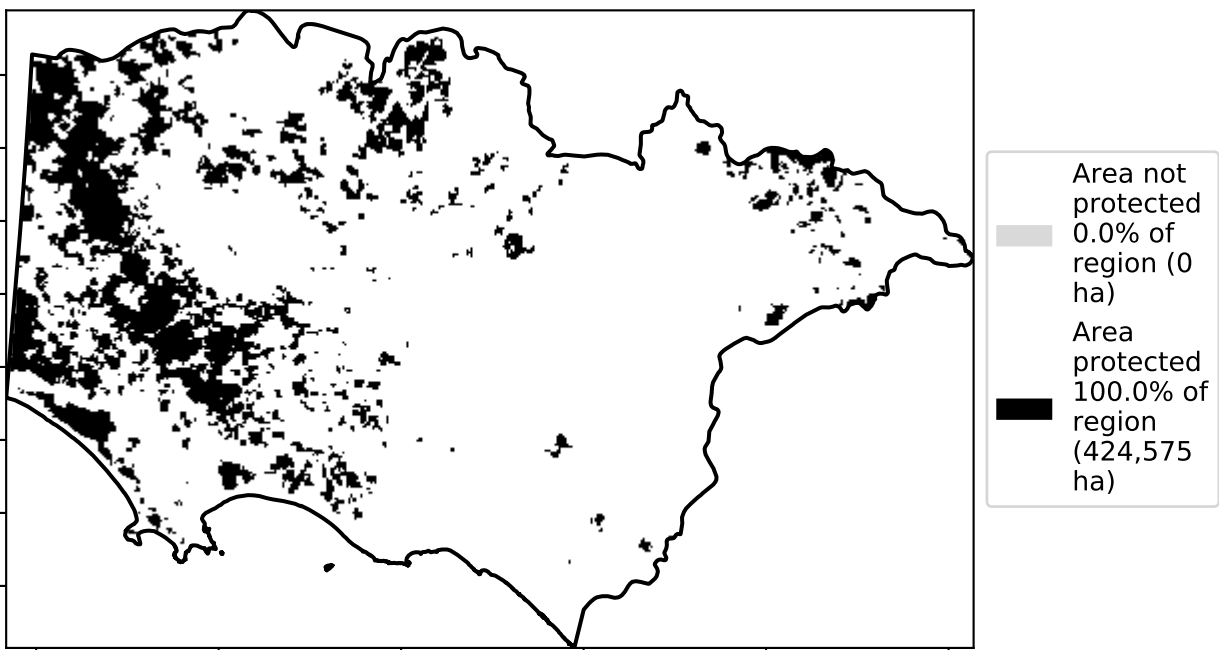 Area not
protected
0.0% of
region (0
ha)
Area
protected
100.0% of
region
(424,575
ha)